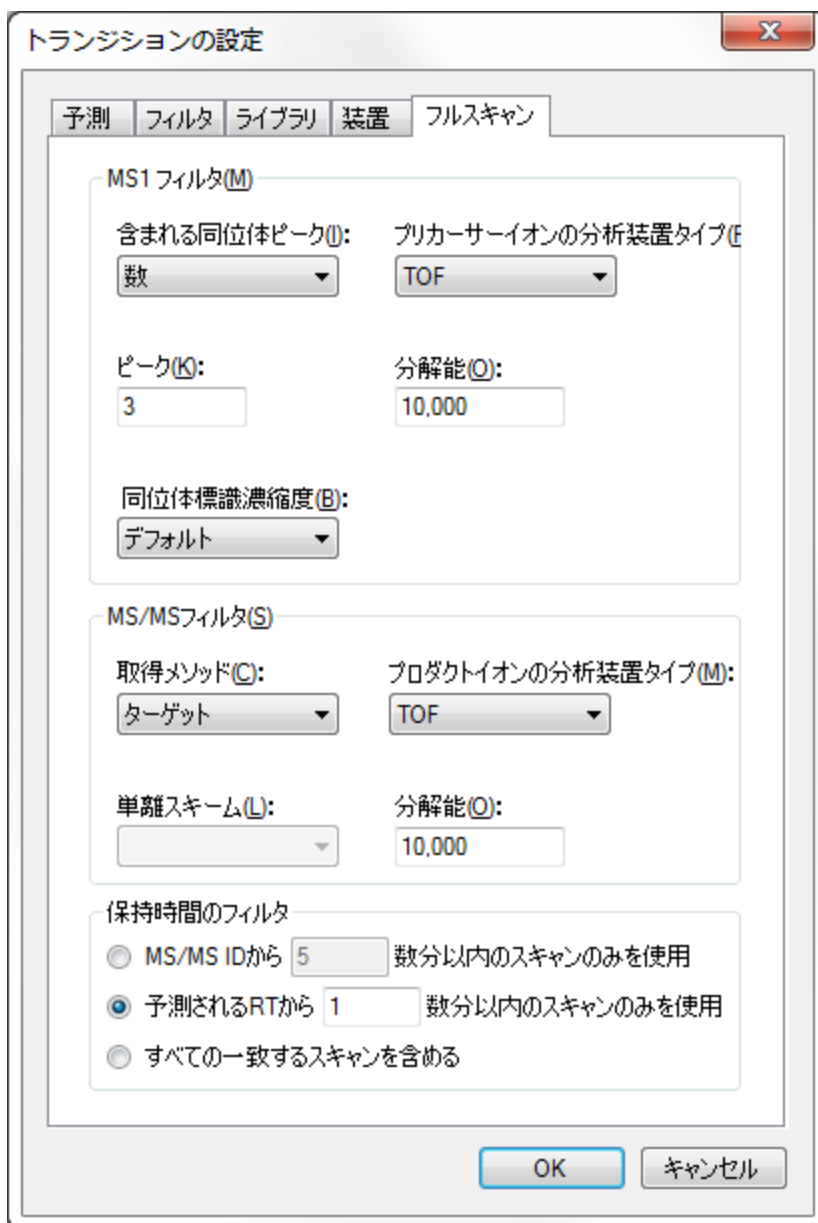 トランジションの設定
X
予測 フィルタ ライブラリ 装置 フルスキャン
MS1 フィルタ(M)
含まれる同位体ピーク(I): プリカーサーイオンの分析装置タイプ(
数 TOF
ピーク(K): 分解能(O):
3 10,000
同位体標識濃縮度(B):
デフォルト
MS/MSフィルタ(S)
取得メソッド(C): プロダクトイオンの分析装置タイプ(M):
ターゲット TOF
単離スキーム(L): 分解能(O):
10,000
保持時間のフィルタ
MS/MS IDから 5 数分以内のスキャンのみを使用
予測されるRTから 1 数分以内のスキャンのみを使用
すべての一致するスキャンを含める
OK キャンセル